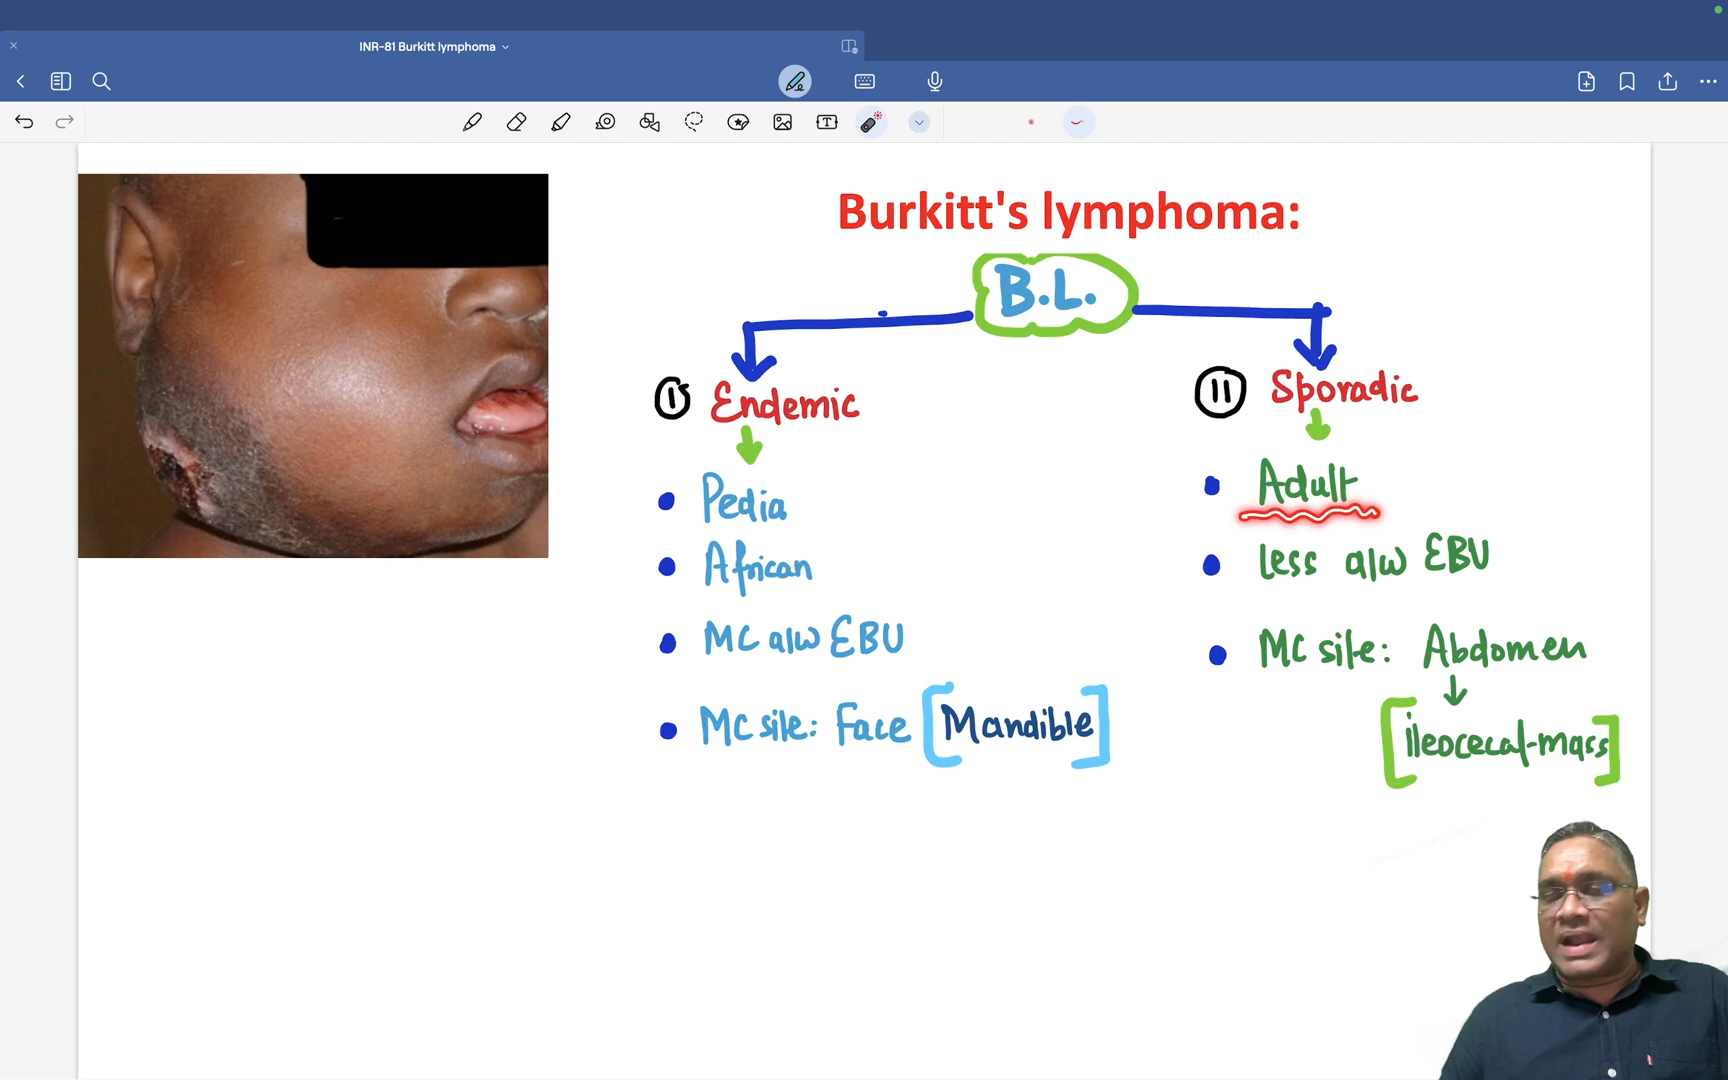 INR-81 Burkitt lymphoma
Burkitt's lymphoma:
B.L.
I Endemic
Pedia
African
MC a/w EBV
MC site: Face [Mandible]
II Sporadic
Adult
less a/w EBV
MC site: Abdomen
[ileocecal-mass]